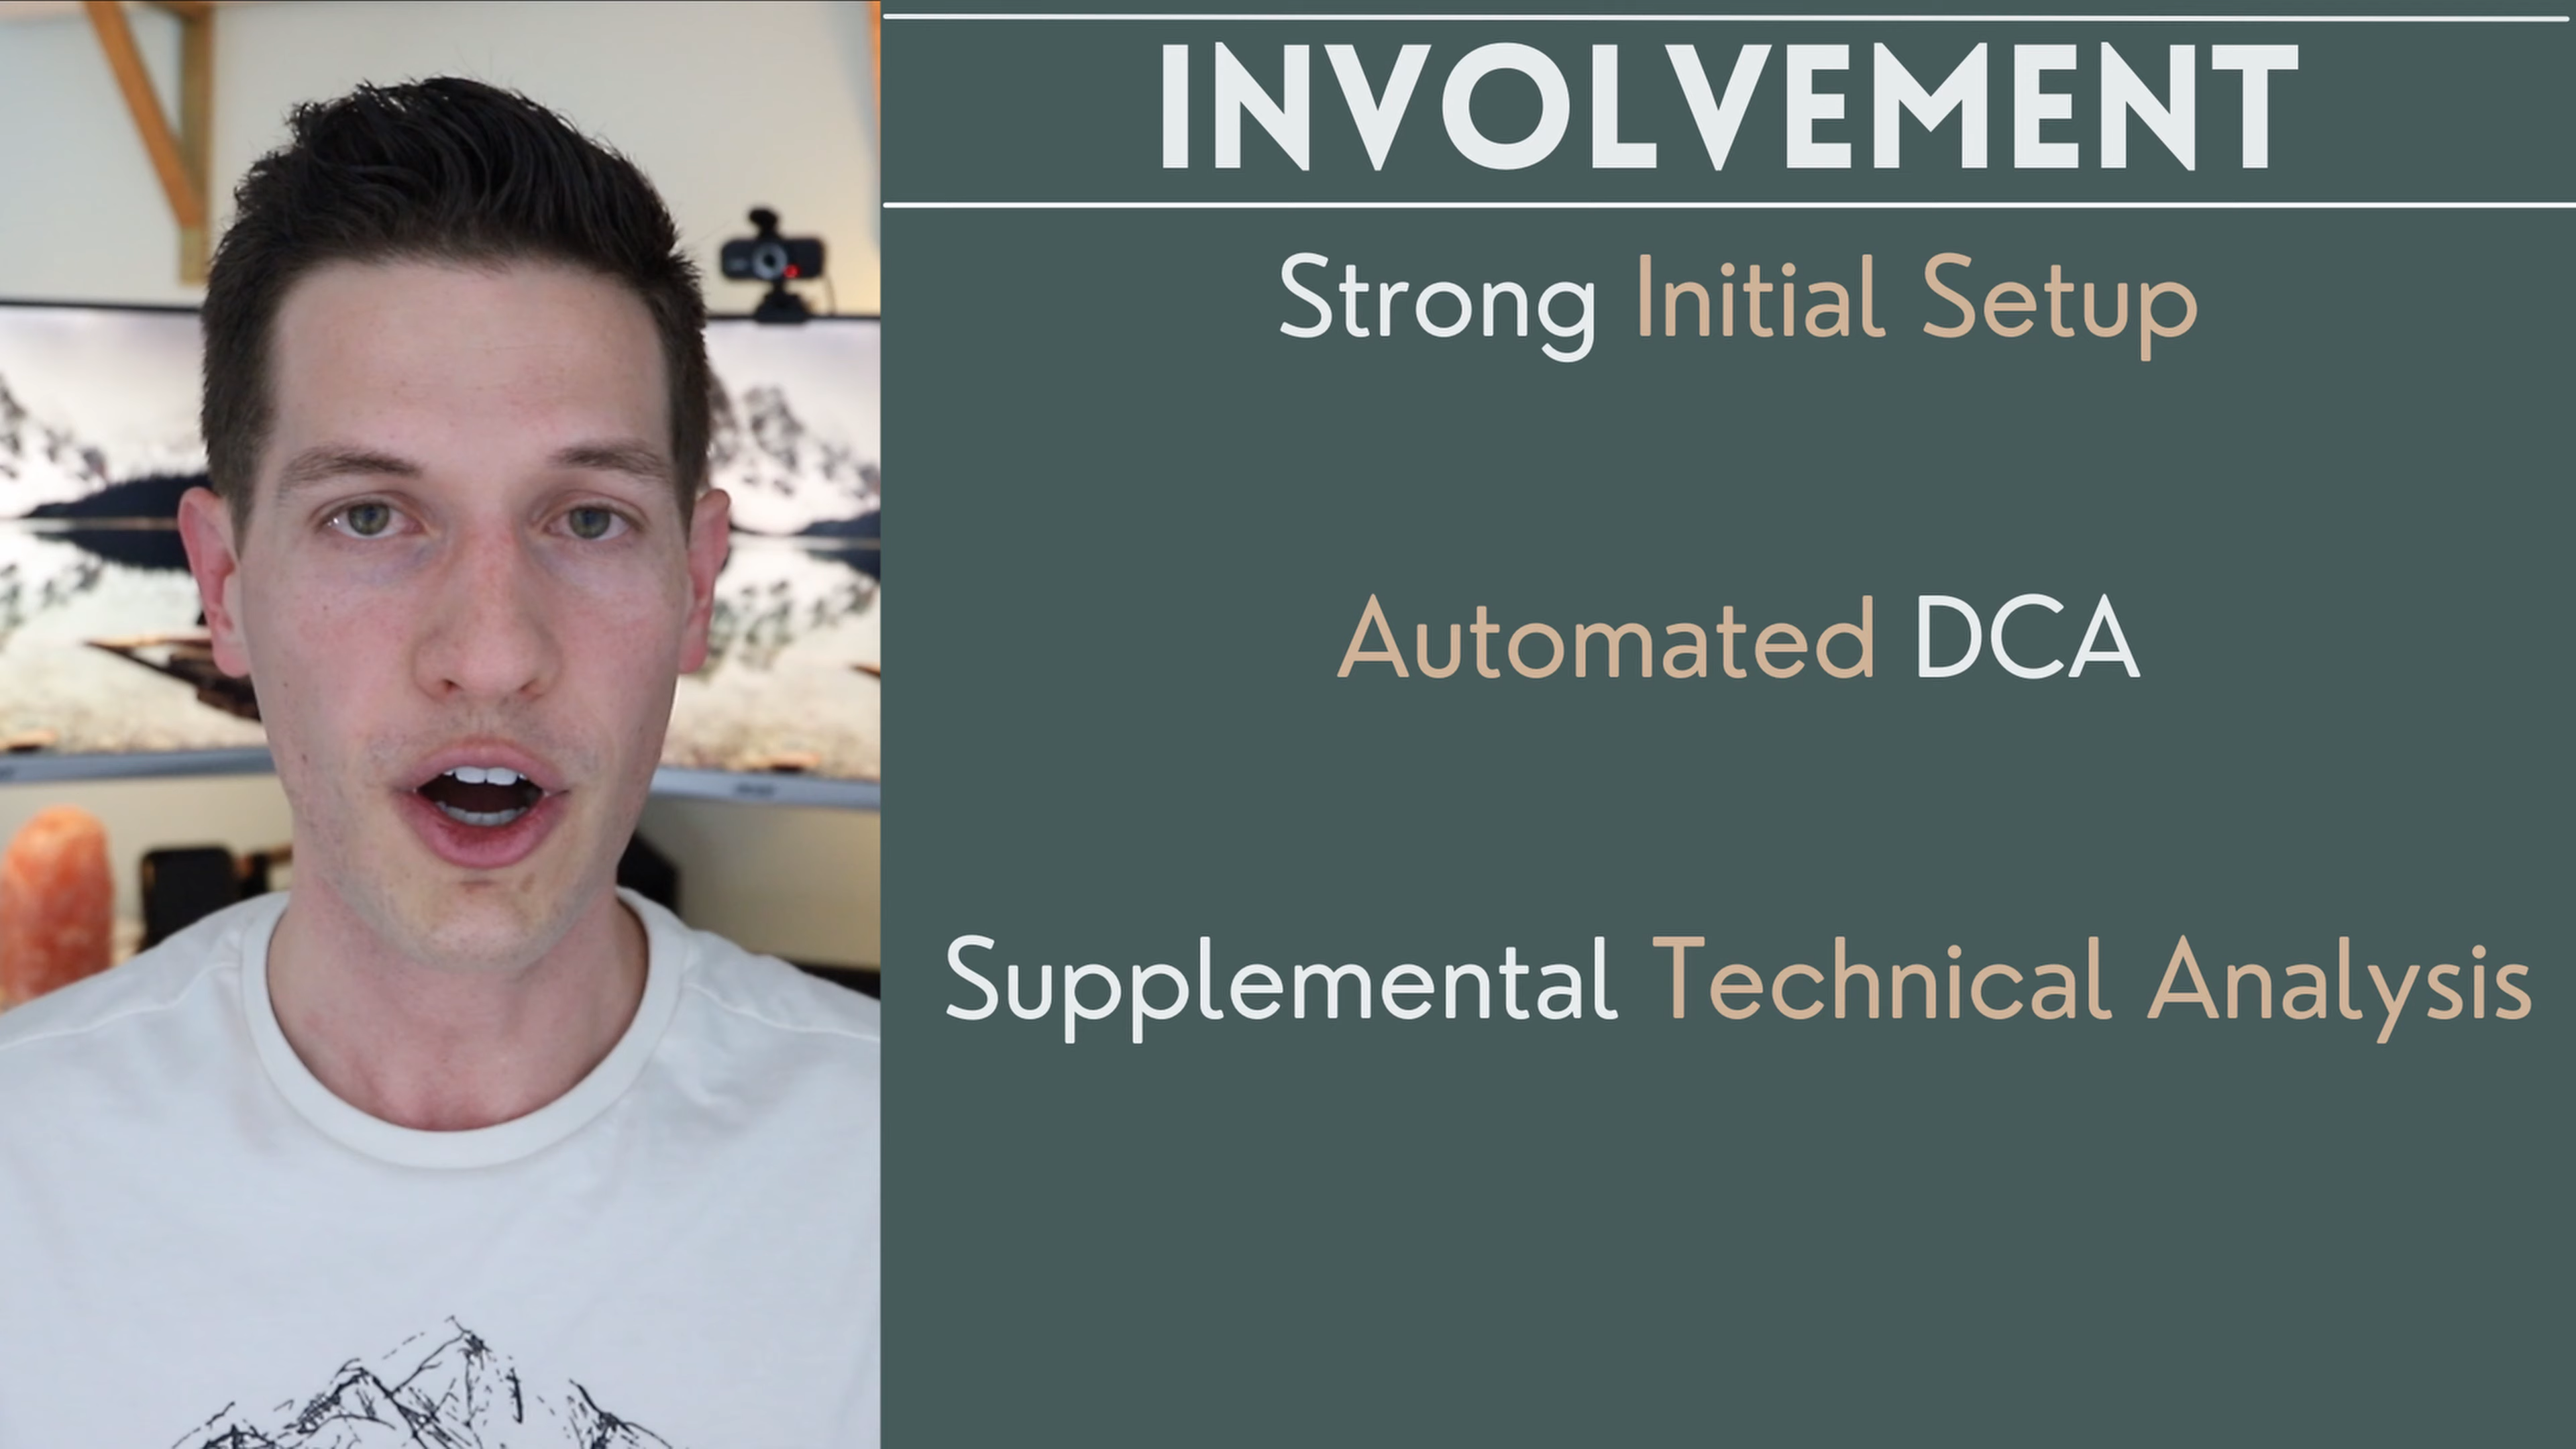 INVOLVEMENT
Strong Initial Setup
Automated DCA
Supplemental Technical Analysis